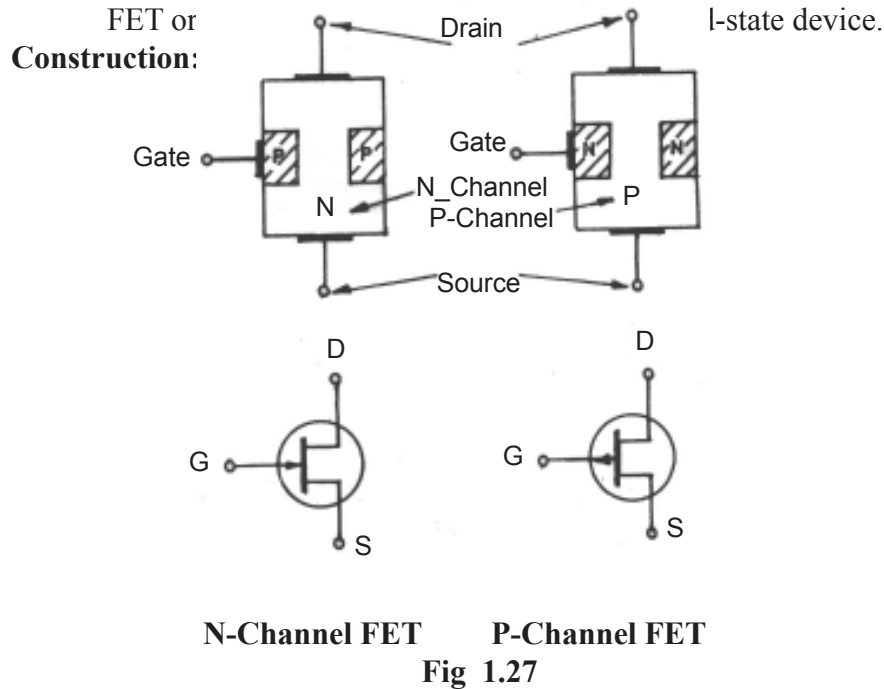 FET or
Drain
-state device.
Construction:
Gate
P
P
Gate
N
N
N
N_Channel
P
P-Channel
Source
D
D
G
S
G
S
N-Channel FET P-Channel FET
Fig 1.27